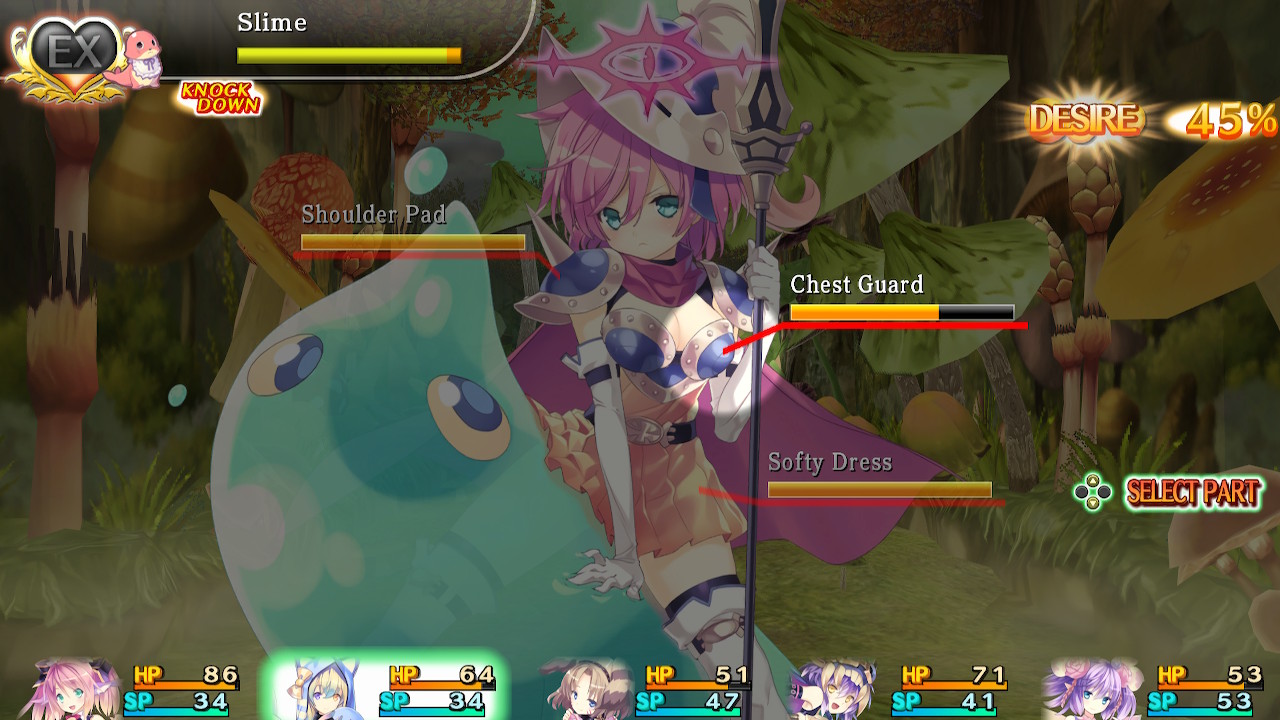 EX
Slime
KNOCK
DOWN
DESIRE 45%
Shoulder Pad
Chest Guard
Softy Dress
SELECT PART
HP 86
SP 34
HP 64
SP 34
HP 51
SP 47
HP 71
SP 41
HP 53
SP 53